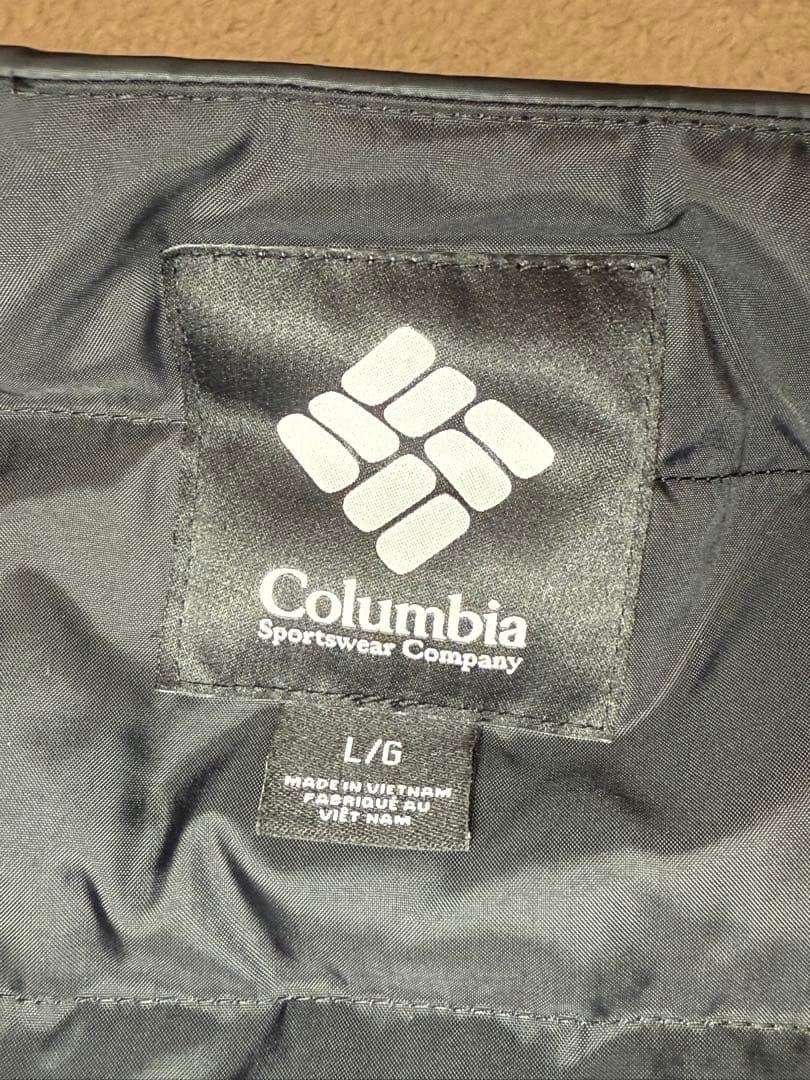 Columbia
Sportswear Company
L/G
MADE IN VIETNAM
FABRIQUÉ AU
VIÊT NAM